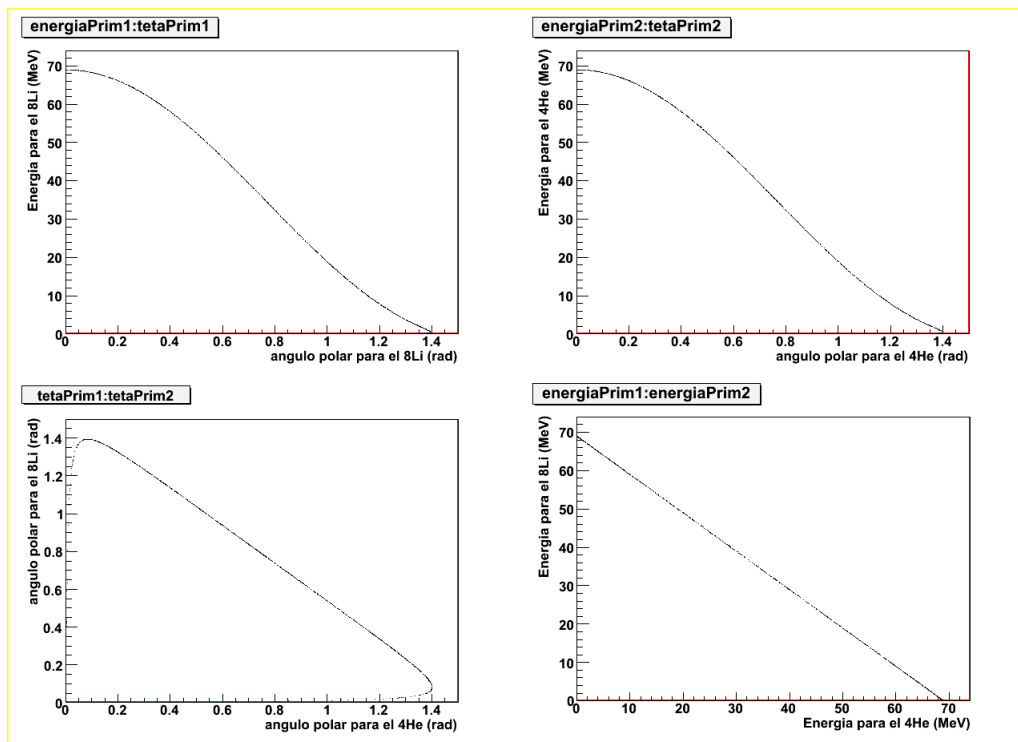 energiaPrim1:tetaPrim1
Energia para el 8Li (MeV)
70
60
50
40
30
20
10
0
0 0.2 0.4 0.6 0.8 1 1.2 1.4
angulo polar para el 8Li (rad)
energiaPrim2:tetaPrim2
Energia para el 4He (MeV)
70
60
50
40
30
20
10
0
0 0.2 0.4 0.6 0.8 1 1.2 1.4
angulo polar para el 4He (rad)
tetaPrim1:tetaPrim2
angulo polar para el 8Li (rad)
1.4
1.2
1
0.8
0.6
0.4
0.2
0
0 0.2 0.4 0.6 0.8 1 1.2 1.4
angulo polar para el 4He (rad)
energiaPrim1:energiaPrim2
Energia para el 8Li (MeV)
70
60
50
40
30
20
10
0
0 10 20 30 40 50 60 70
Energia para el 4He (MeV)